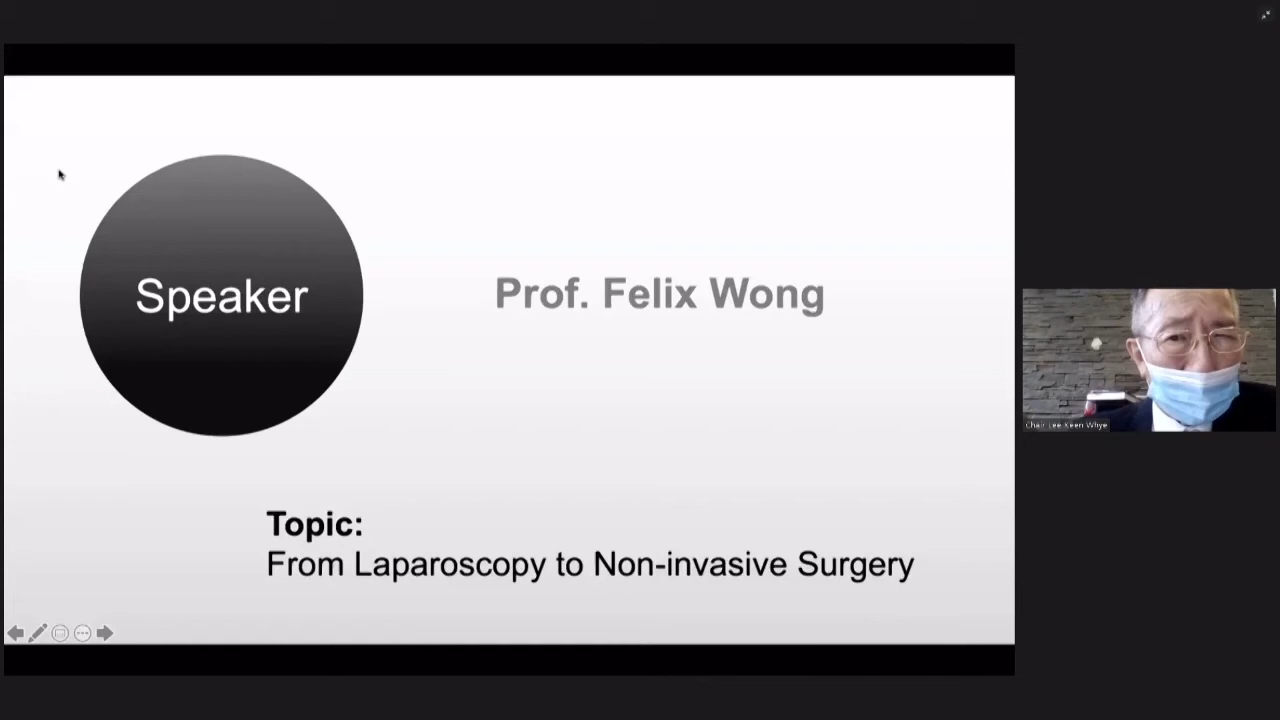 Speaker
Prof. Felix Wong
Topic:
From Laparoscopy to Non-invasive Surgery
Chair Lee Keen Whye